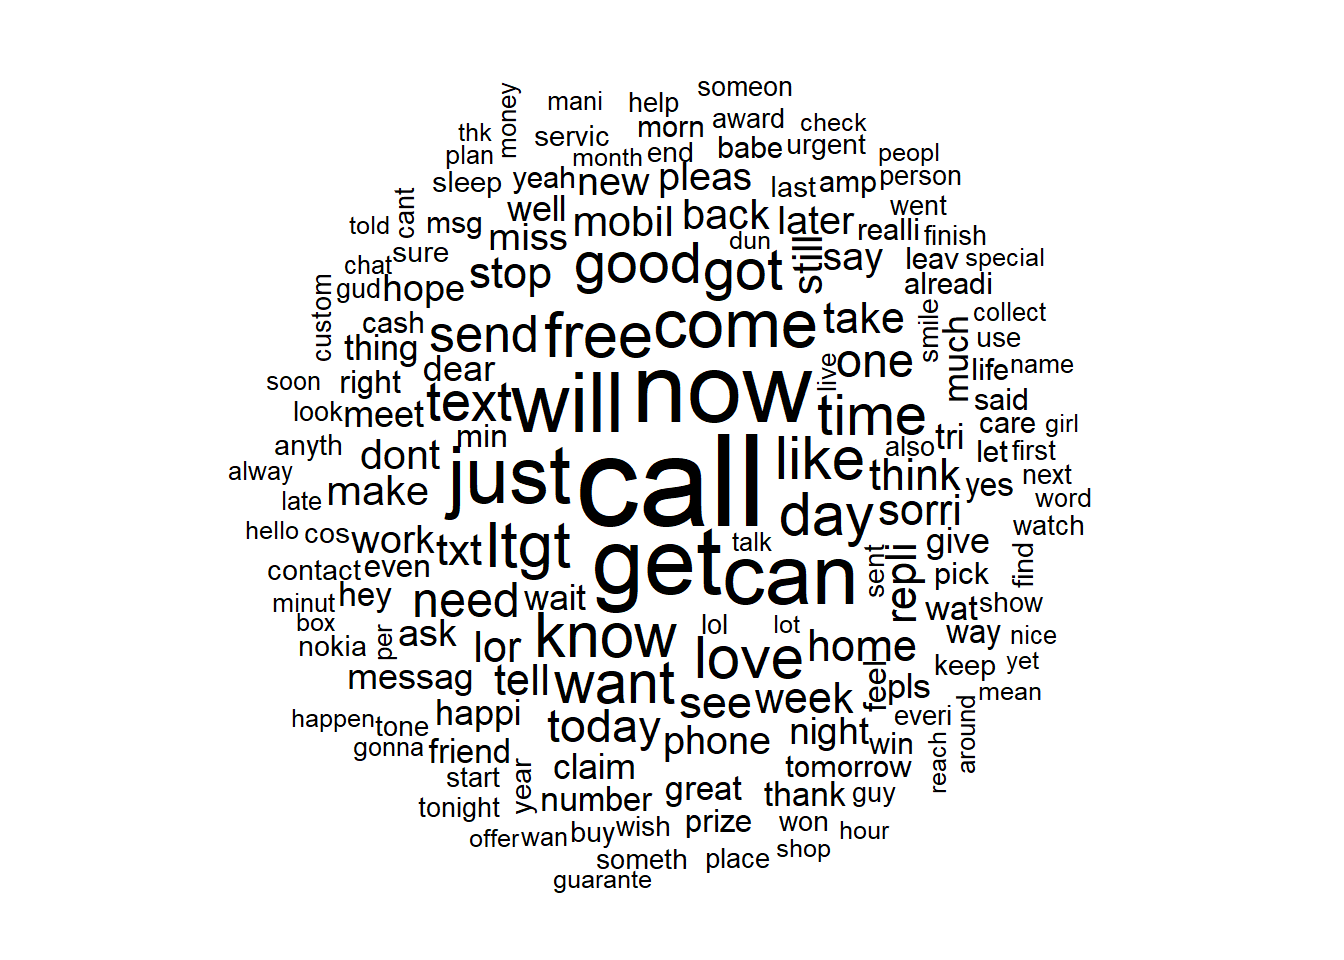 someon
mani help
money award check
thk servic morn urgent
plan month end babe peopl
sleep yeah new pleas last amp person
cant well mobil back later went
told msg miss dun realli finish
chat sure stop good got still say leav special
gud hope alreadi
custom cash send free come take smile collect
thing much use
soon right dear will now live one life name
look meet text time said
anyth min also tri care girl
alway dont just call like think let first
late make yes next
hello cos work txt ltgt day sorri word
contact even get talk can give watch
minut hey need wait sent repli pick find
box wat show
nokia per ask lor know lol lot home way nice
messag tell want love feel pls keep yet
happen tone happi see week everi mean
gonna friend today phone night win reach around
start claim tomorrow
tonight year number great thank guy
offer wan buy wish prize won hour
someth place shop
guarante